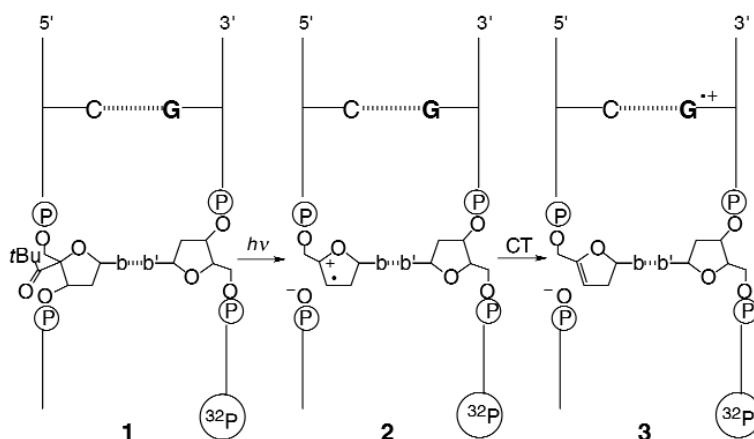 5' 3' 5' 3' 5' 3'
C G C G C G •+
P P P P P P
O O O O O O
tBu O O O
b b' hν b b' CT b b'
+ •
O O O O
O O O O
− −
P P P P P P
32P 32P 32P
1 2 3